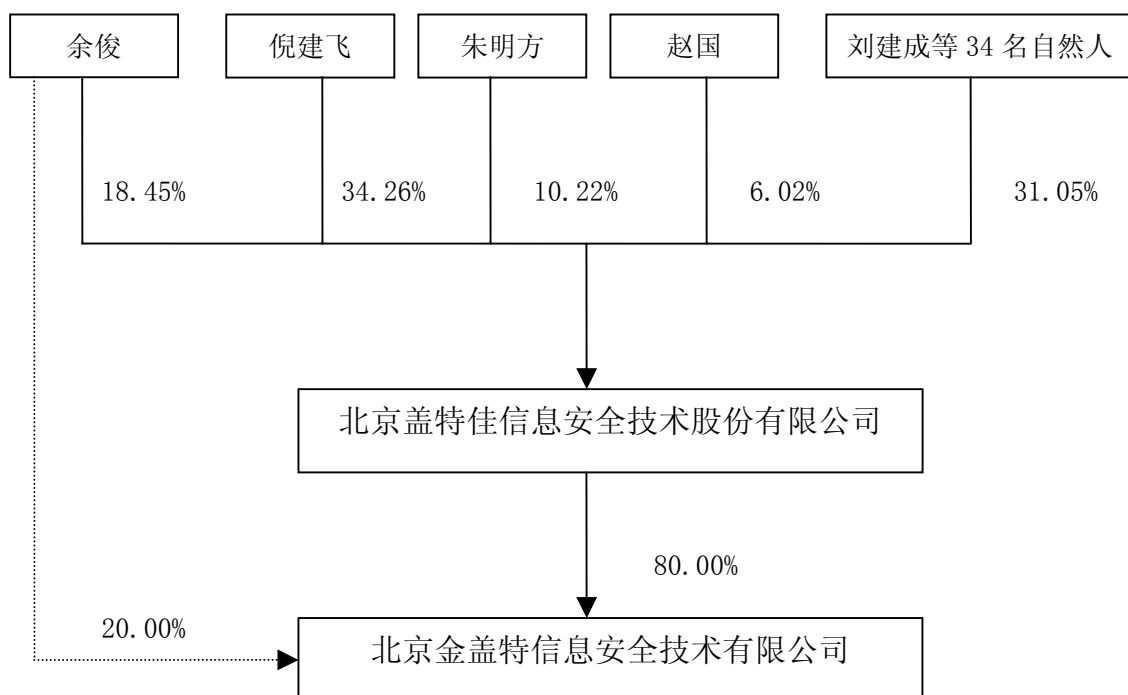 余俊
倪建飞
朱明方
赵国
刘建成等 34 名自然人
18.45%
34.26%
10.22%
6.02%
31.05%
北京盖特佳信息安全技术股份有限公司
80.00%
20.00%
北京金盖特信息安全技术有限公司